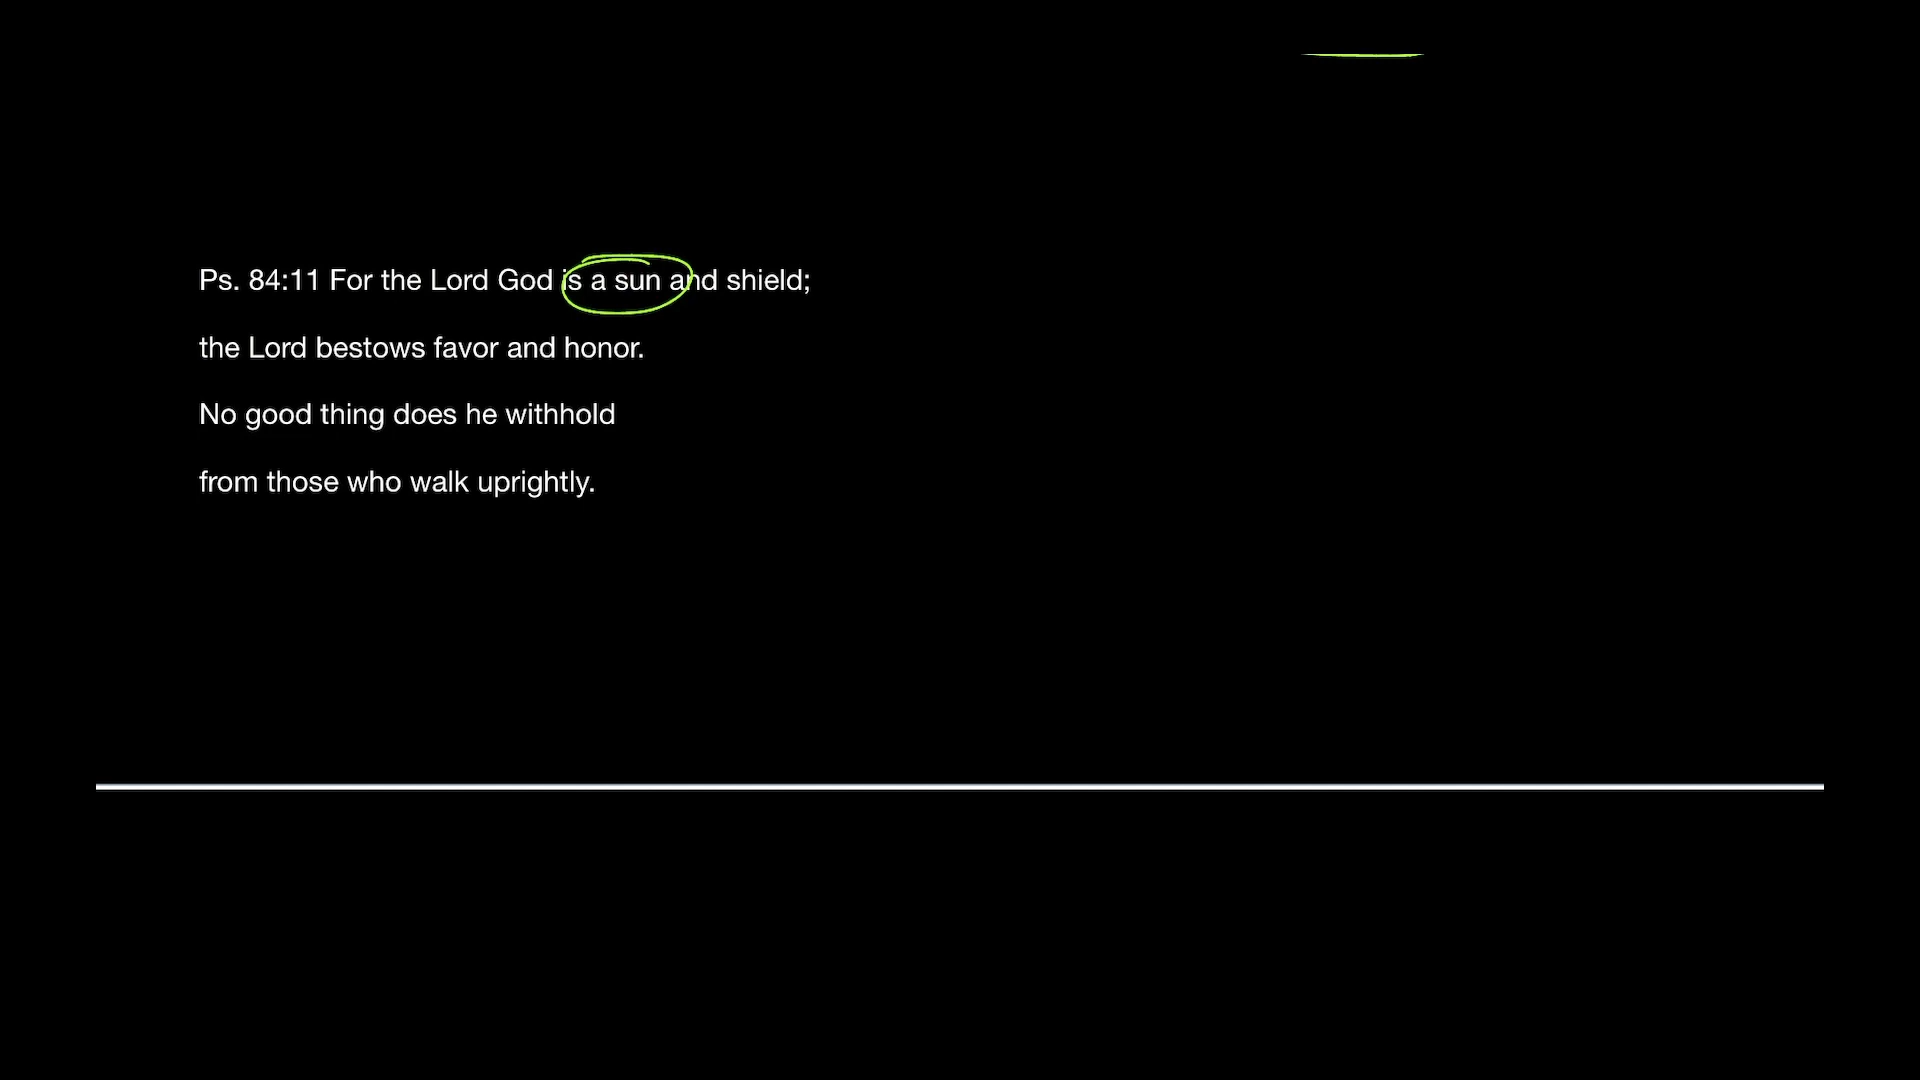 Ps. 84:11 For the Lord God is a sun and shield;
the Lord bestows favor and honor.
No good thing does he withhold
from those who walk uprightly.